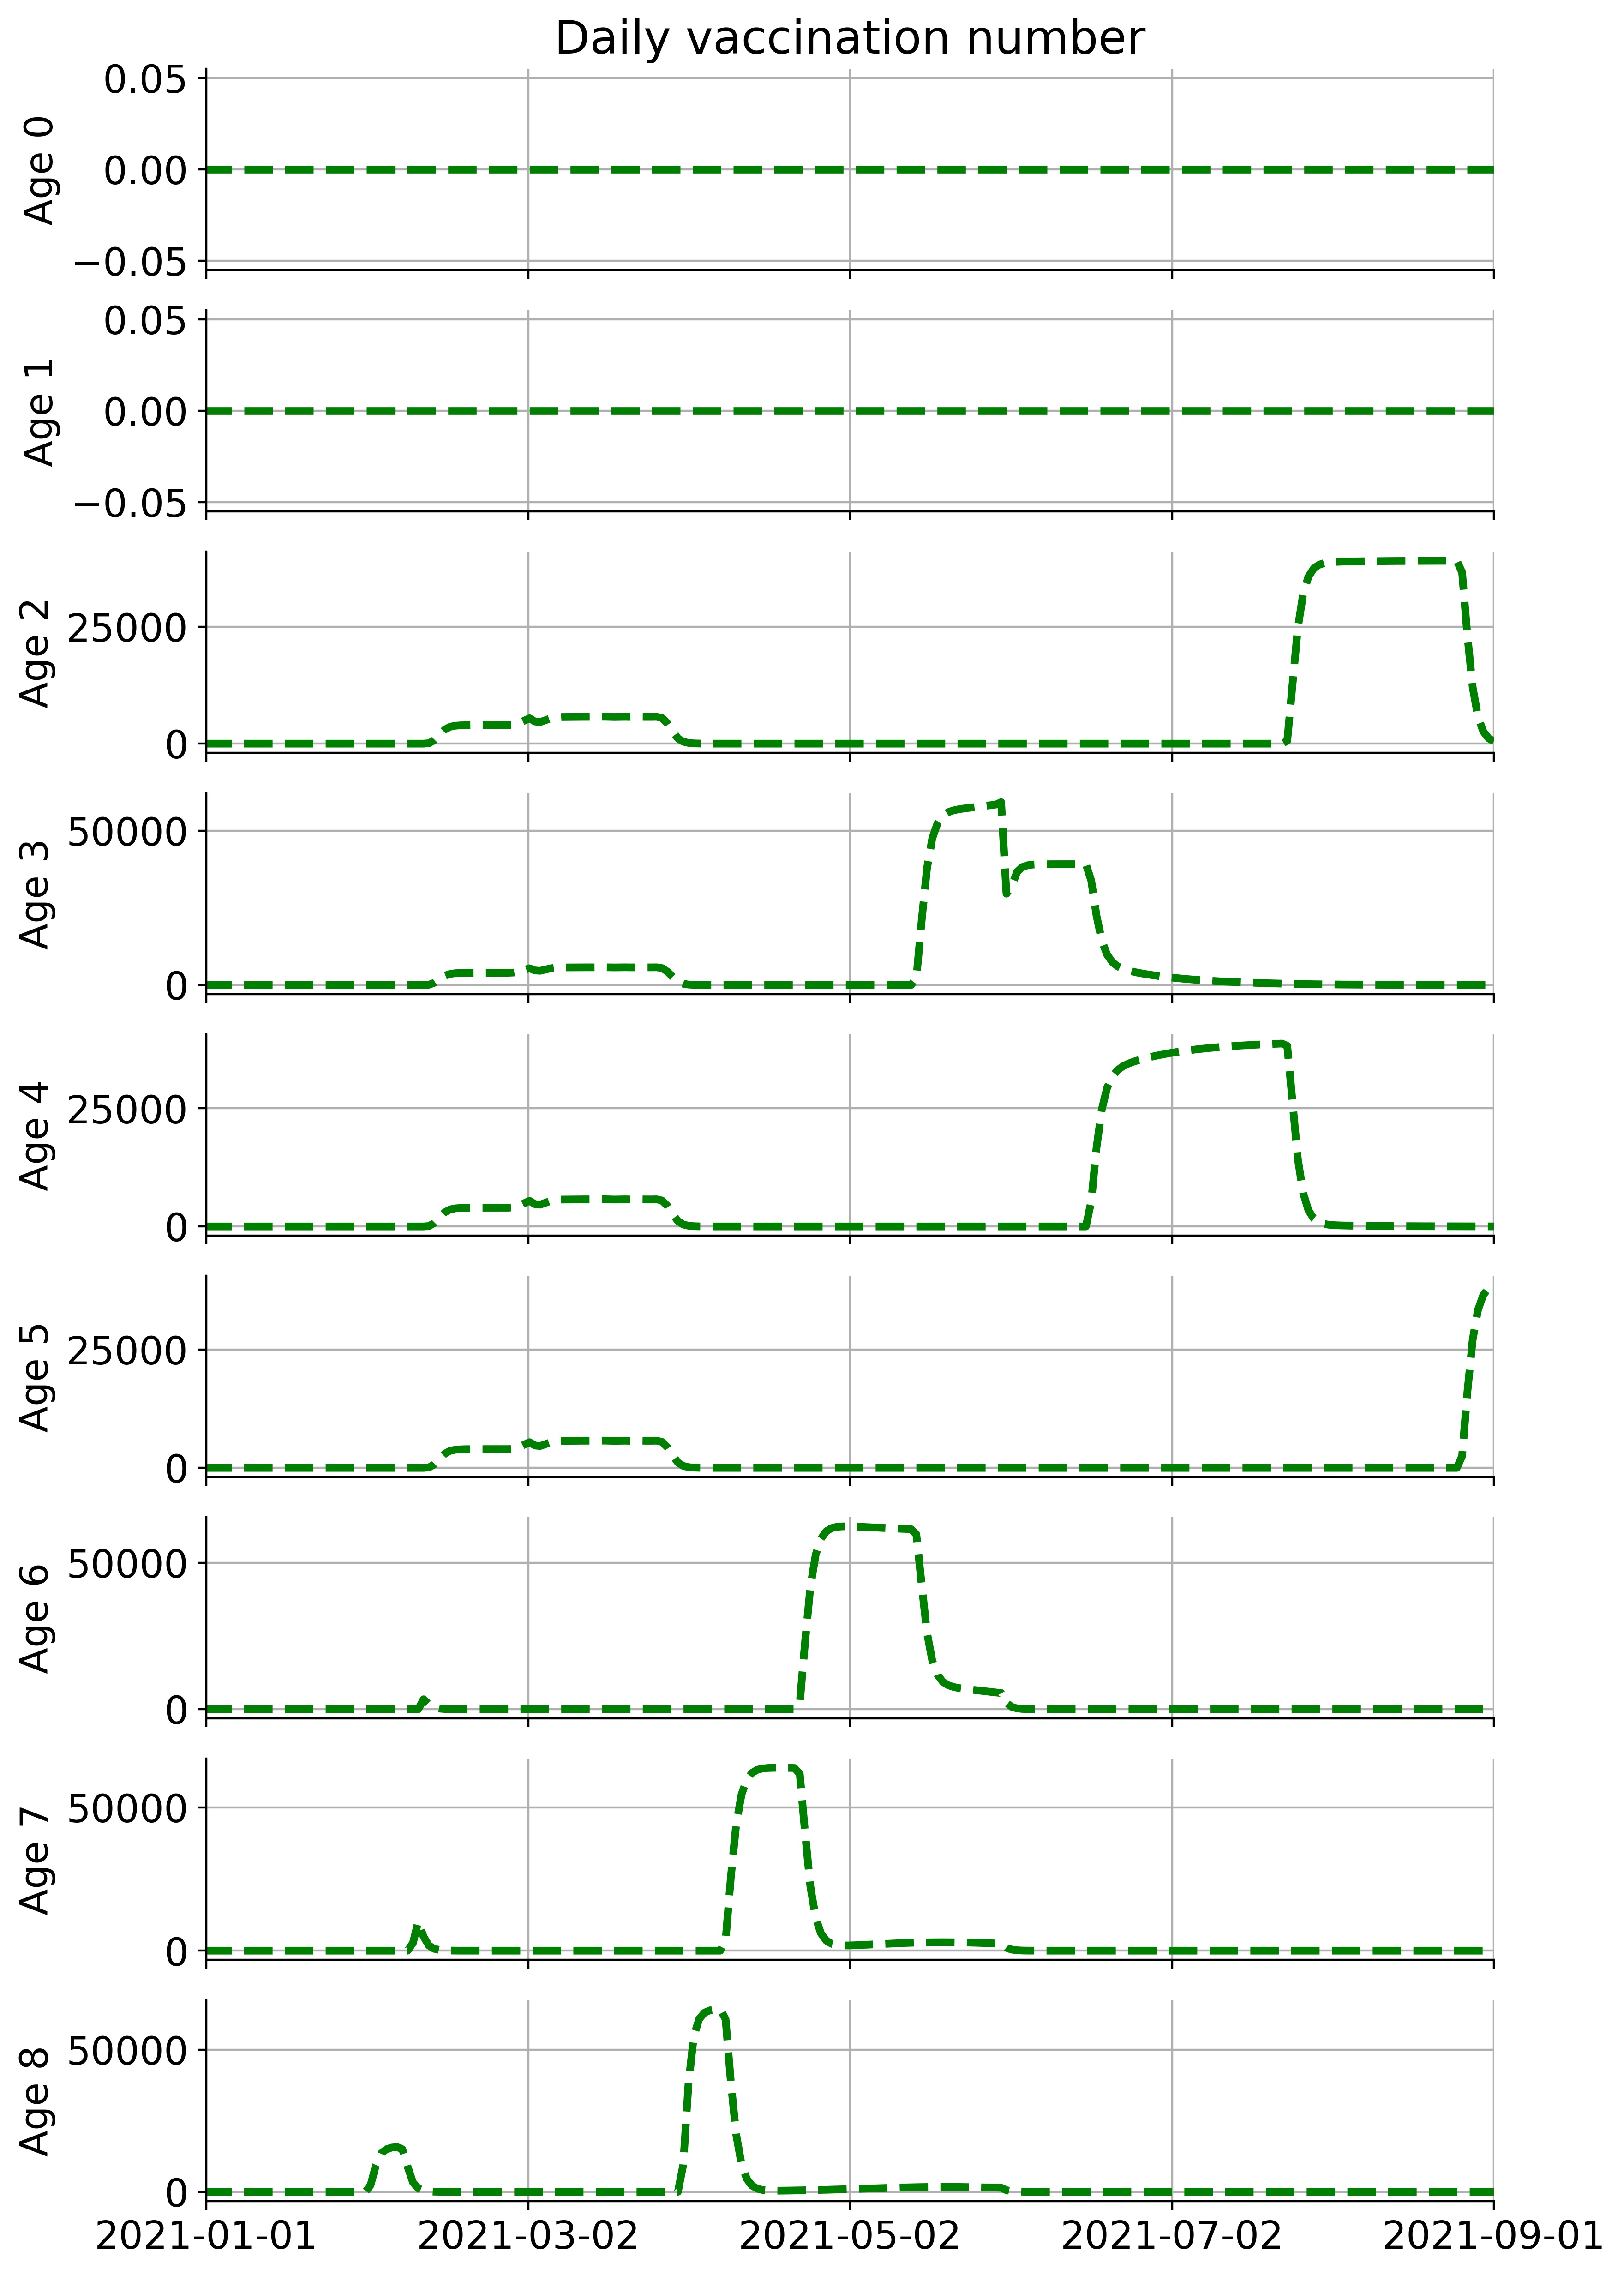 Daily vaccination number
Age 0
0.05
0.00
−0.05
Age 1
0.05
0.00
−0.05
Age 2
25000
0
Age 3
50000
0
Age 4
25000
0
Age 5
25000
0
Age 6
50000
0
Age 7
50000
0
Age 8
50000
0
2021-01-01 2021-03-02 2021-05-02 2021-07-02 2021-09-01